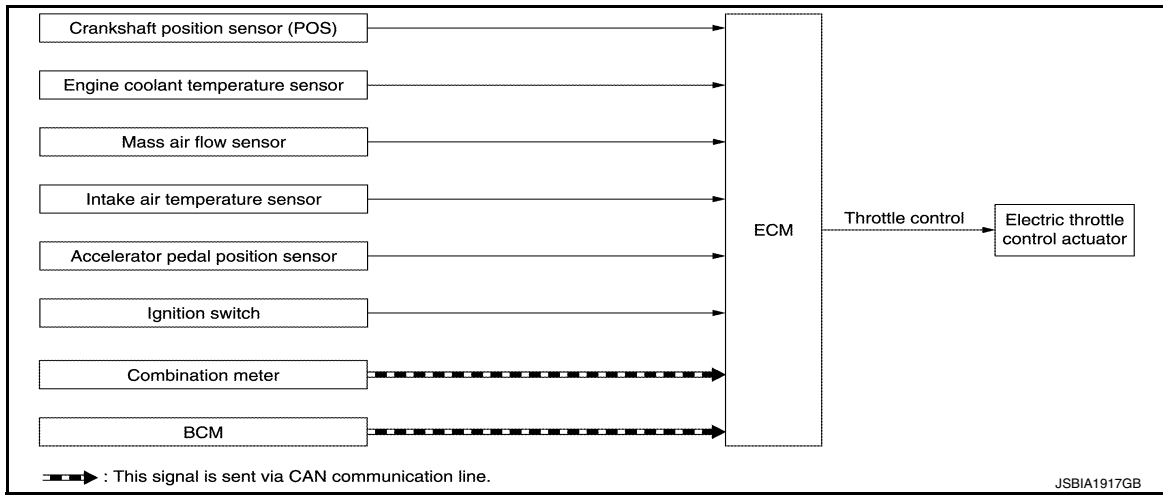 Crankshaft position sensor (POS)
Engine coolant temperature sensor
Mass air flow sensor
Intake air temperature sensor
Accelerator pedal position sensor
Ignition switch
Combination meter
BCM
ECM
Throttle control
Electric throttle
control actuator
: This signal is sent via CAN communication line.
JSBIA1917GB